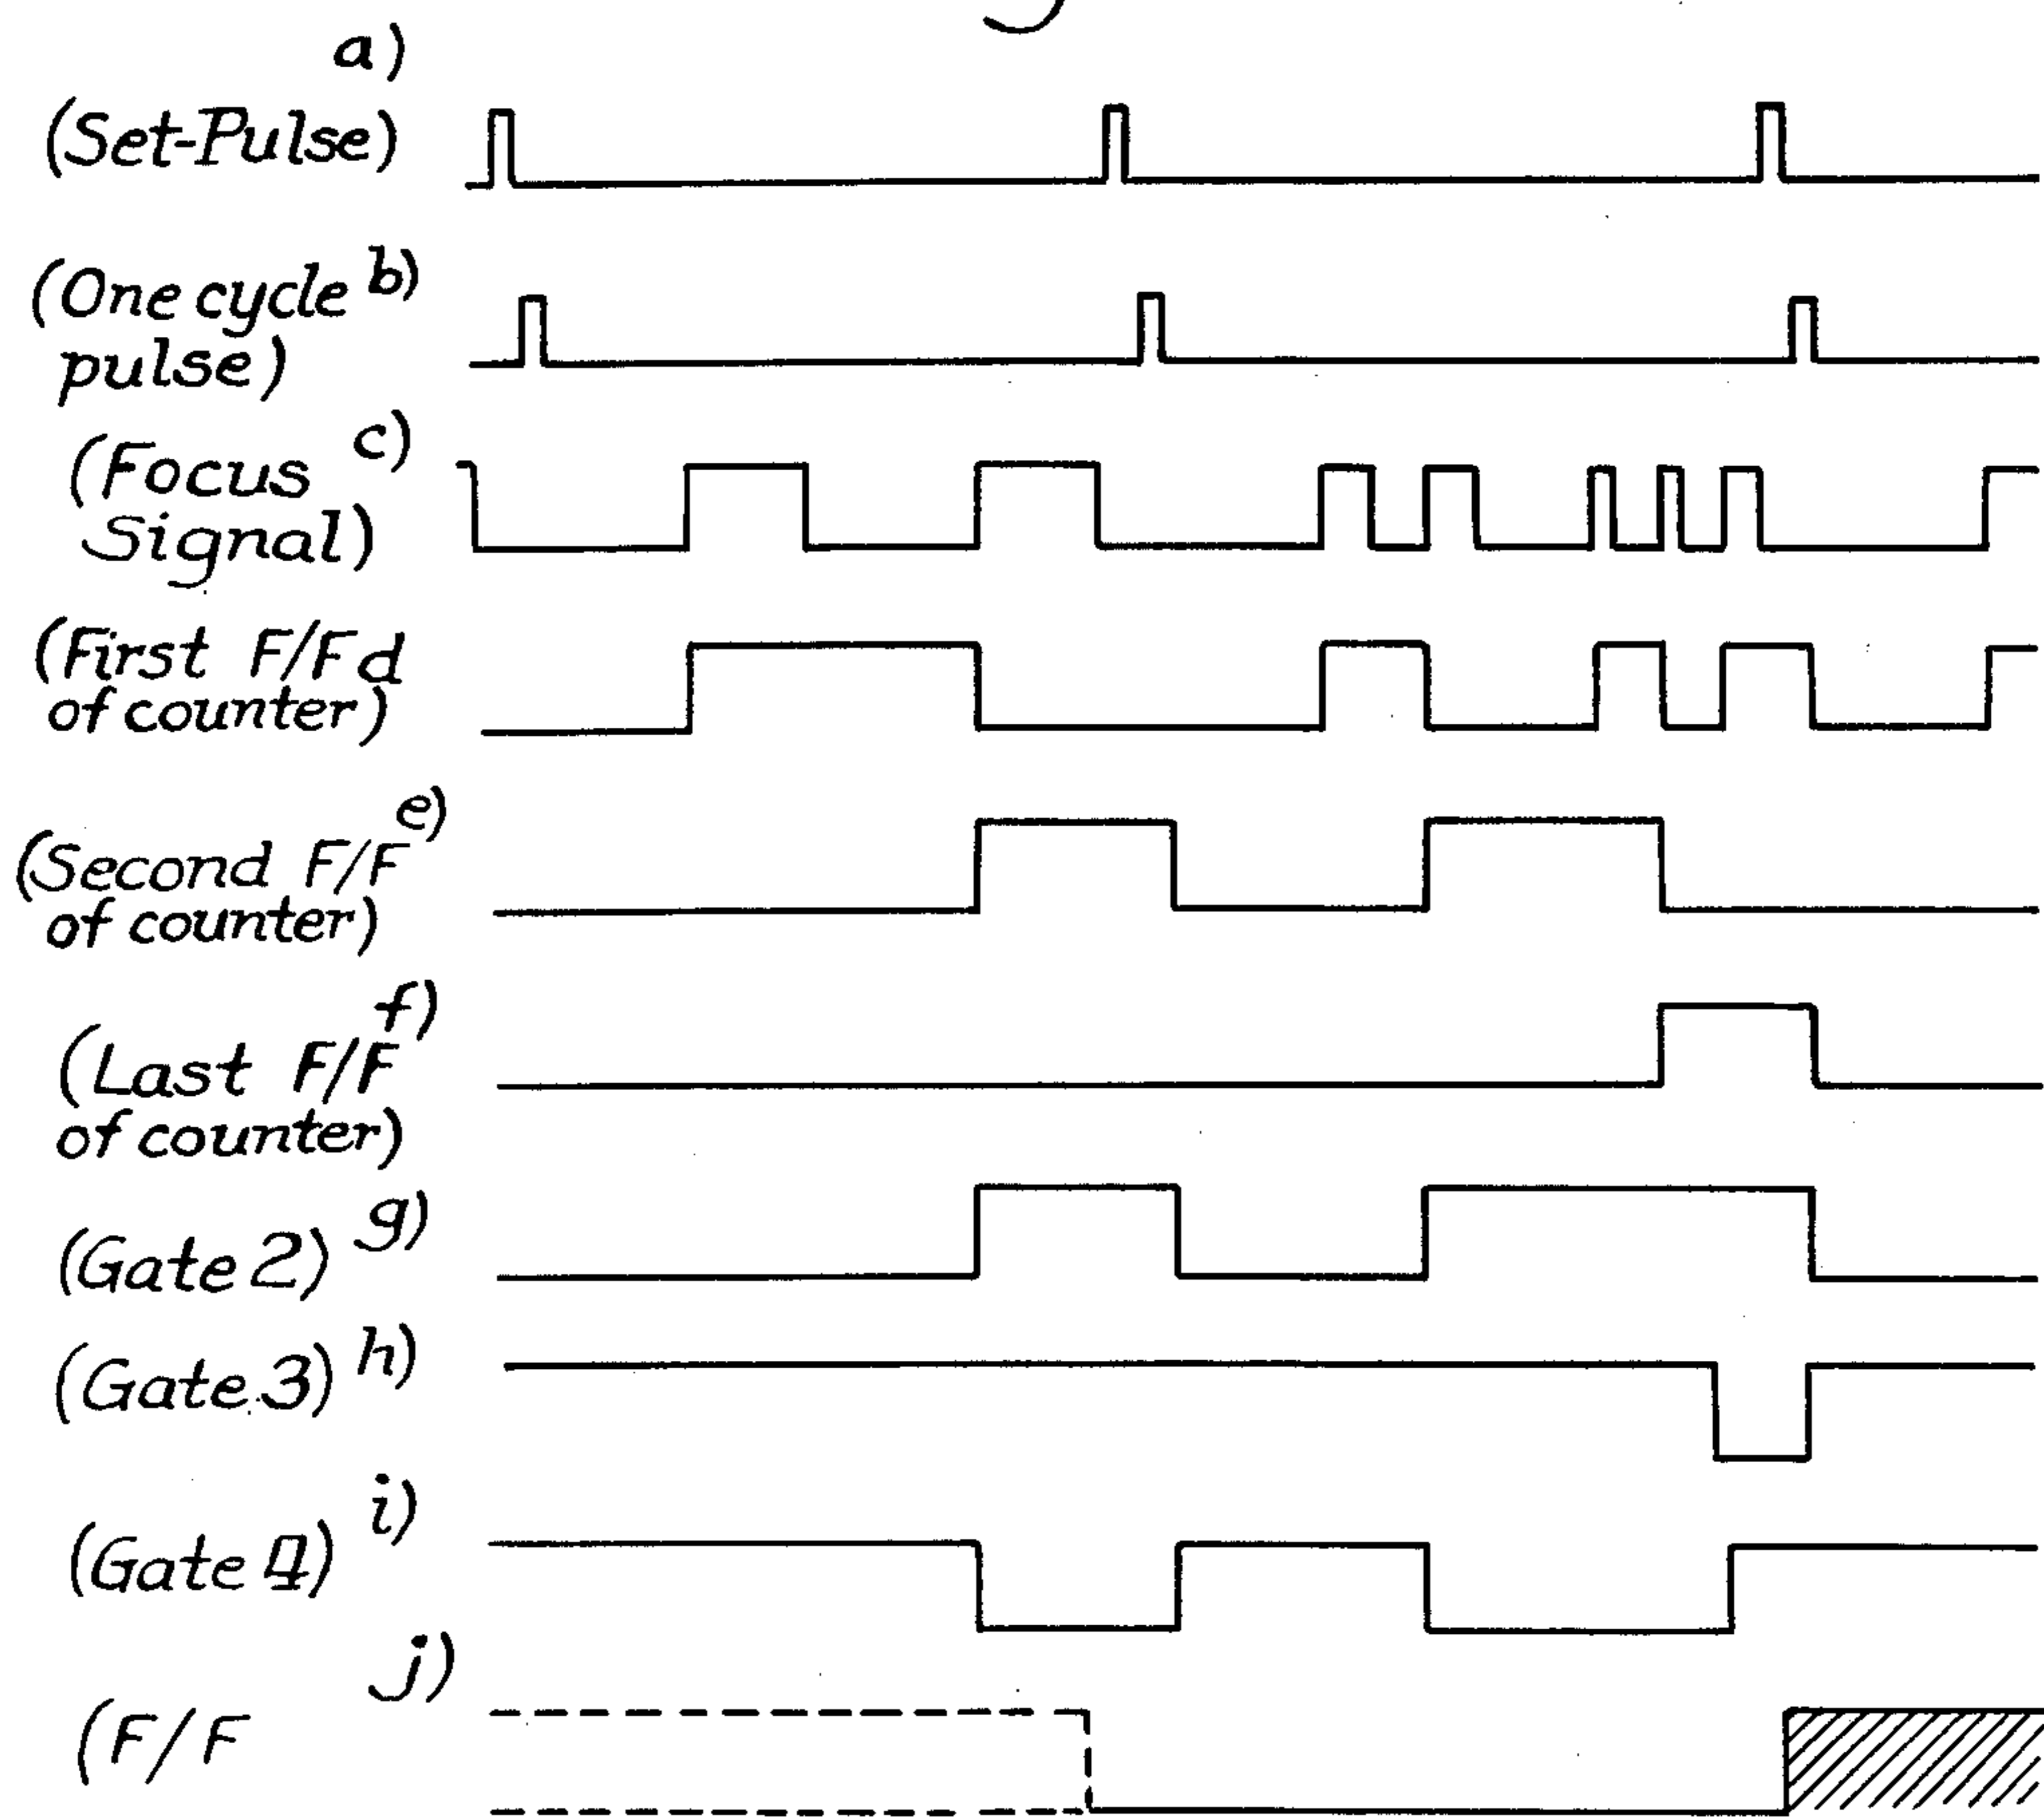 a)
(Set-Pulse)
(One cycle b)
pulse)
(Focus c)
Signal)
(First F/F d
of counter)
(Second F/F e)
of counter)
(Last F/F f)
of counter)
(Gate 2) g)
(Gate 3) h)
(Gate 4) i)
j)
(F/F